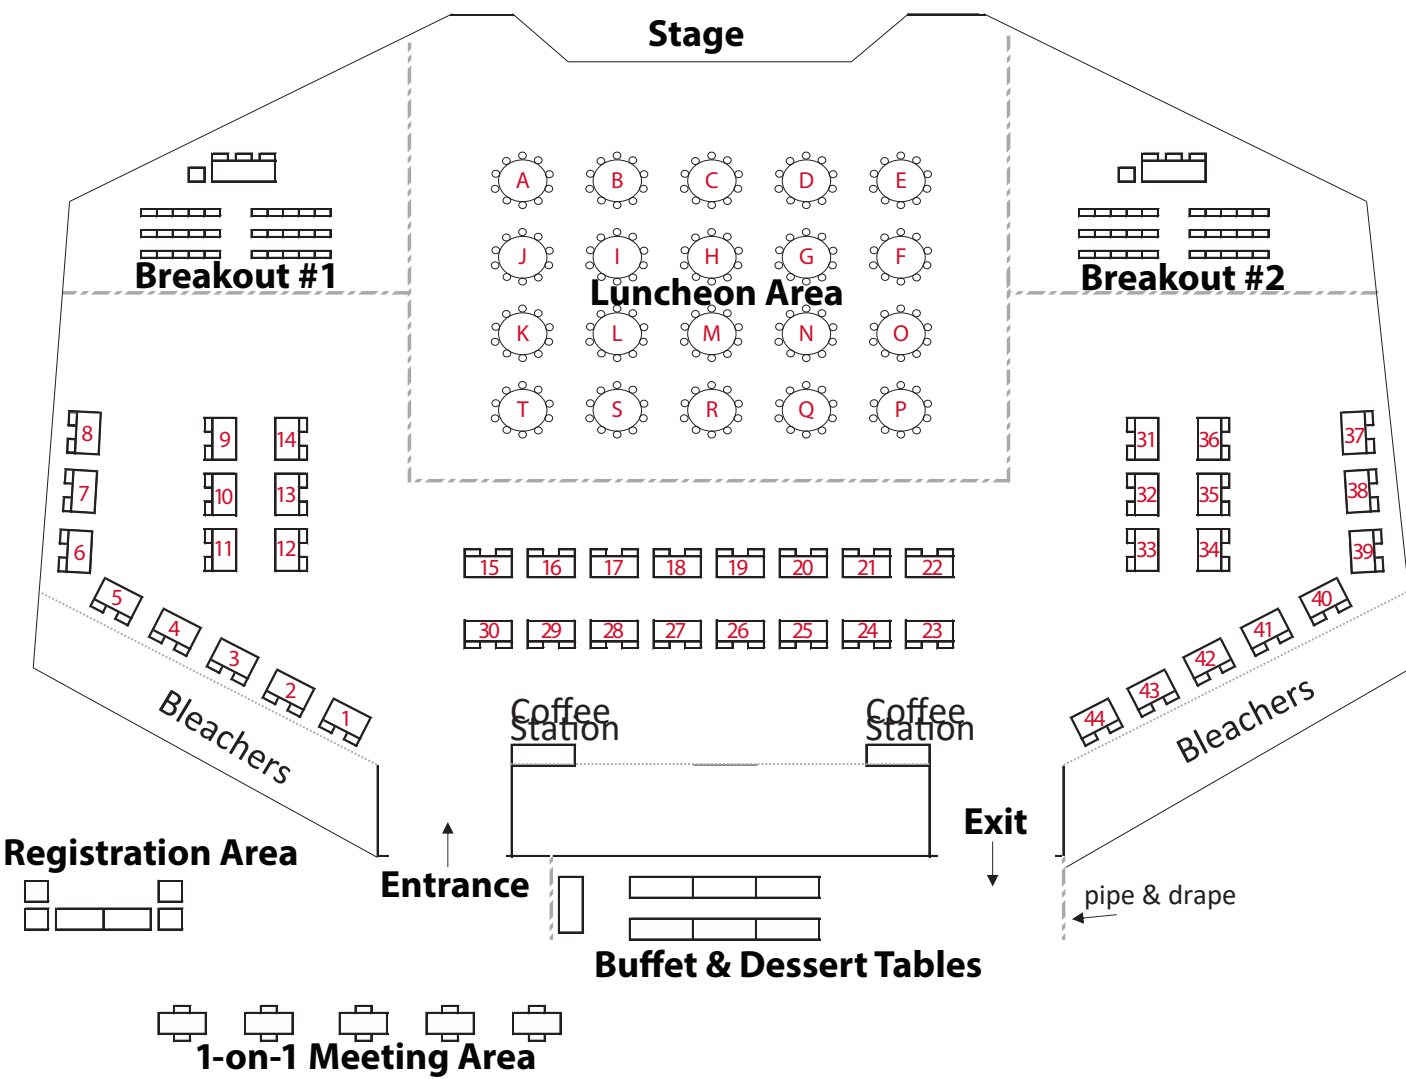 Stage
A B C D E
J I H G F
Breakout #1
Luncheon Area
Breakout #2
K L M N O
T S R Q P
8
9 14
31 36
37
7
10 13
32 35
38
6
11 12
33 34
39
15 16 17 18 19 20 21 22
5
4
3
2
1
30 29 28 27 26 25 24 23
40
41
42
43
44
Bleachers
Coffee
Station
Coffee
Station
Bleachers
Registration Area
Entrance
Exit
pipe & drape
Buffet & Dessert Tables
1-on-1 Meeting Area